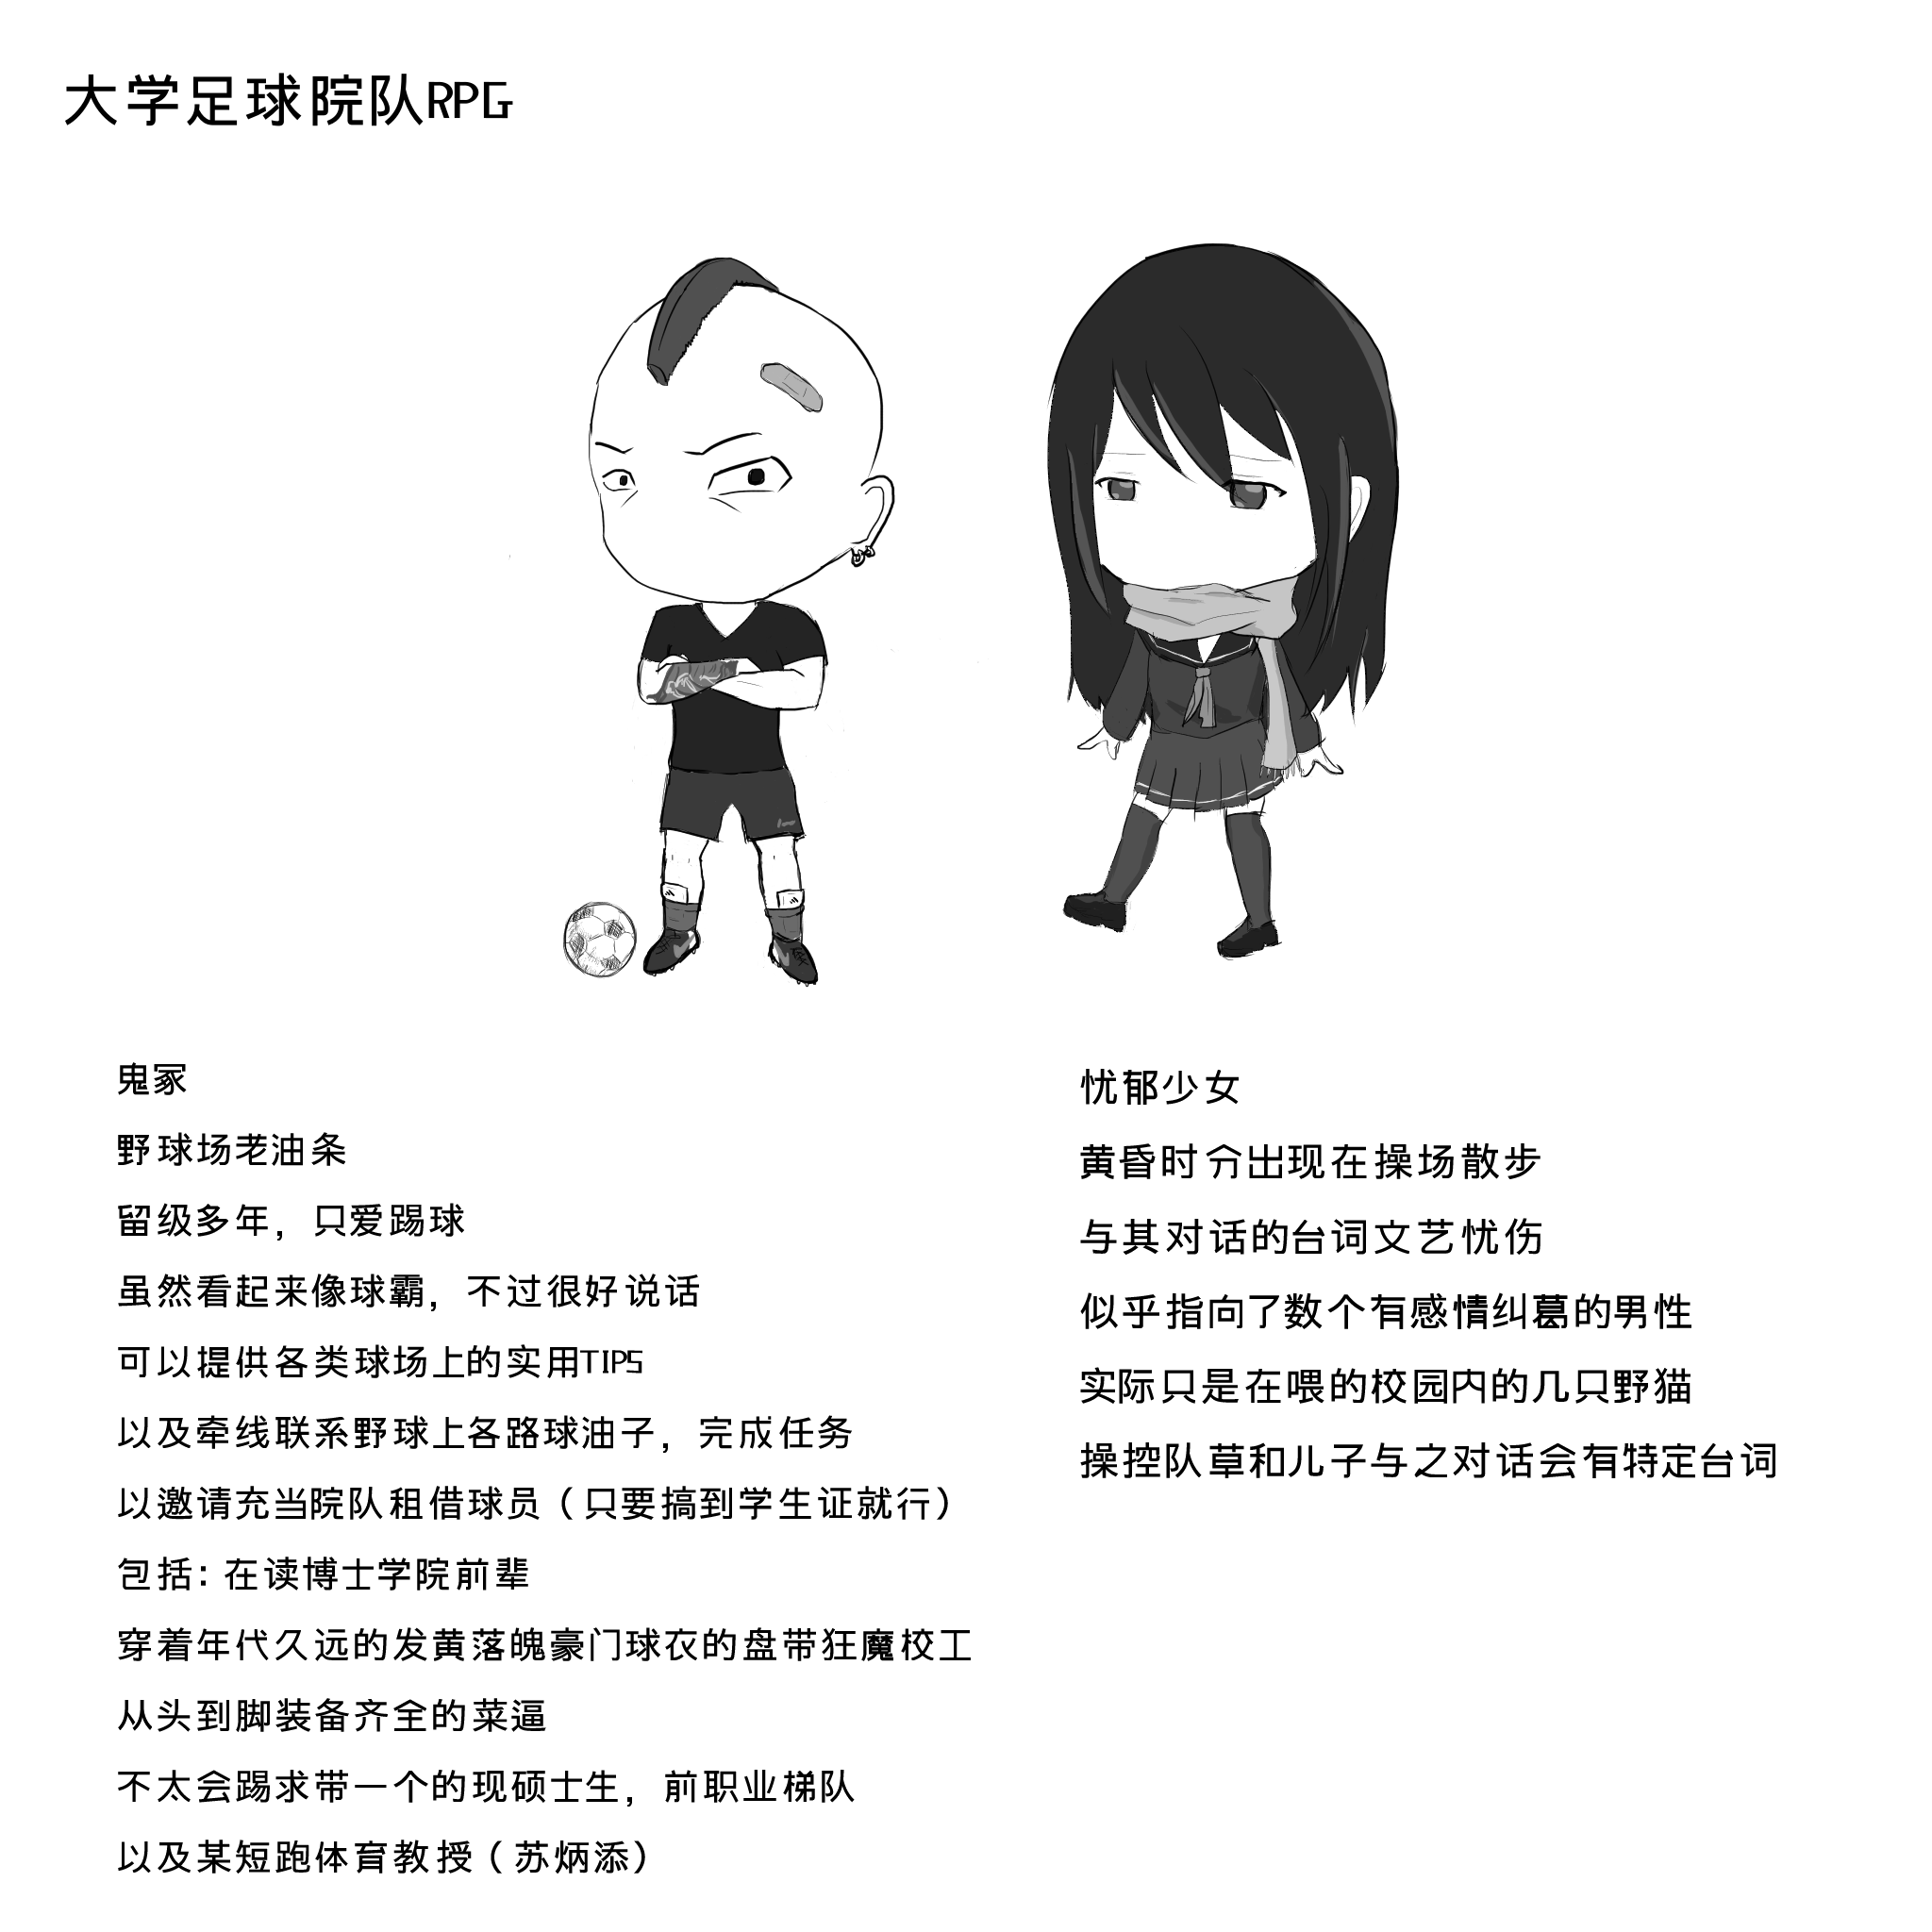 大学足球院队RPG
鬼冢
野球场老油条
留级多年，只爱踢球
虽然看起来像球霸，不过很好说话
可以提供各类球场上的实用TIPS
以及牵线联系野球上各路球油子，完成任务
以邀请充当院队租借球员（只要搞到学生证就行）
包括：在读博士学院前辈
穿着年代久远的发黄落魄豪门球衣的盘带狂魔校工
从头到脚装备齐全的菜逼
不太会踢求带一个的现硕士生，前职业梯队
以及某短跑体育教授（苏炳添）
忧郁少女
黄昏时分出现在操场散步
与其对话的台词文艺忧伤
似乎指向了数个有感情纠葛的男性
实际只是在喂的校园内的几只野猫
操控队草和儿子与之对话会有特定台词